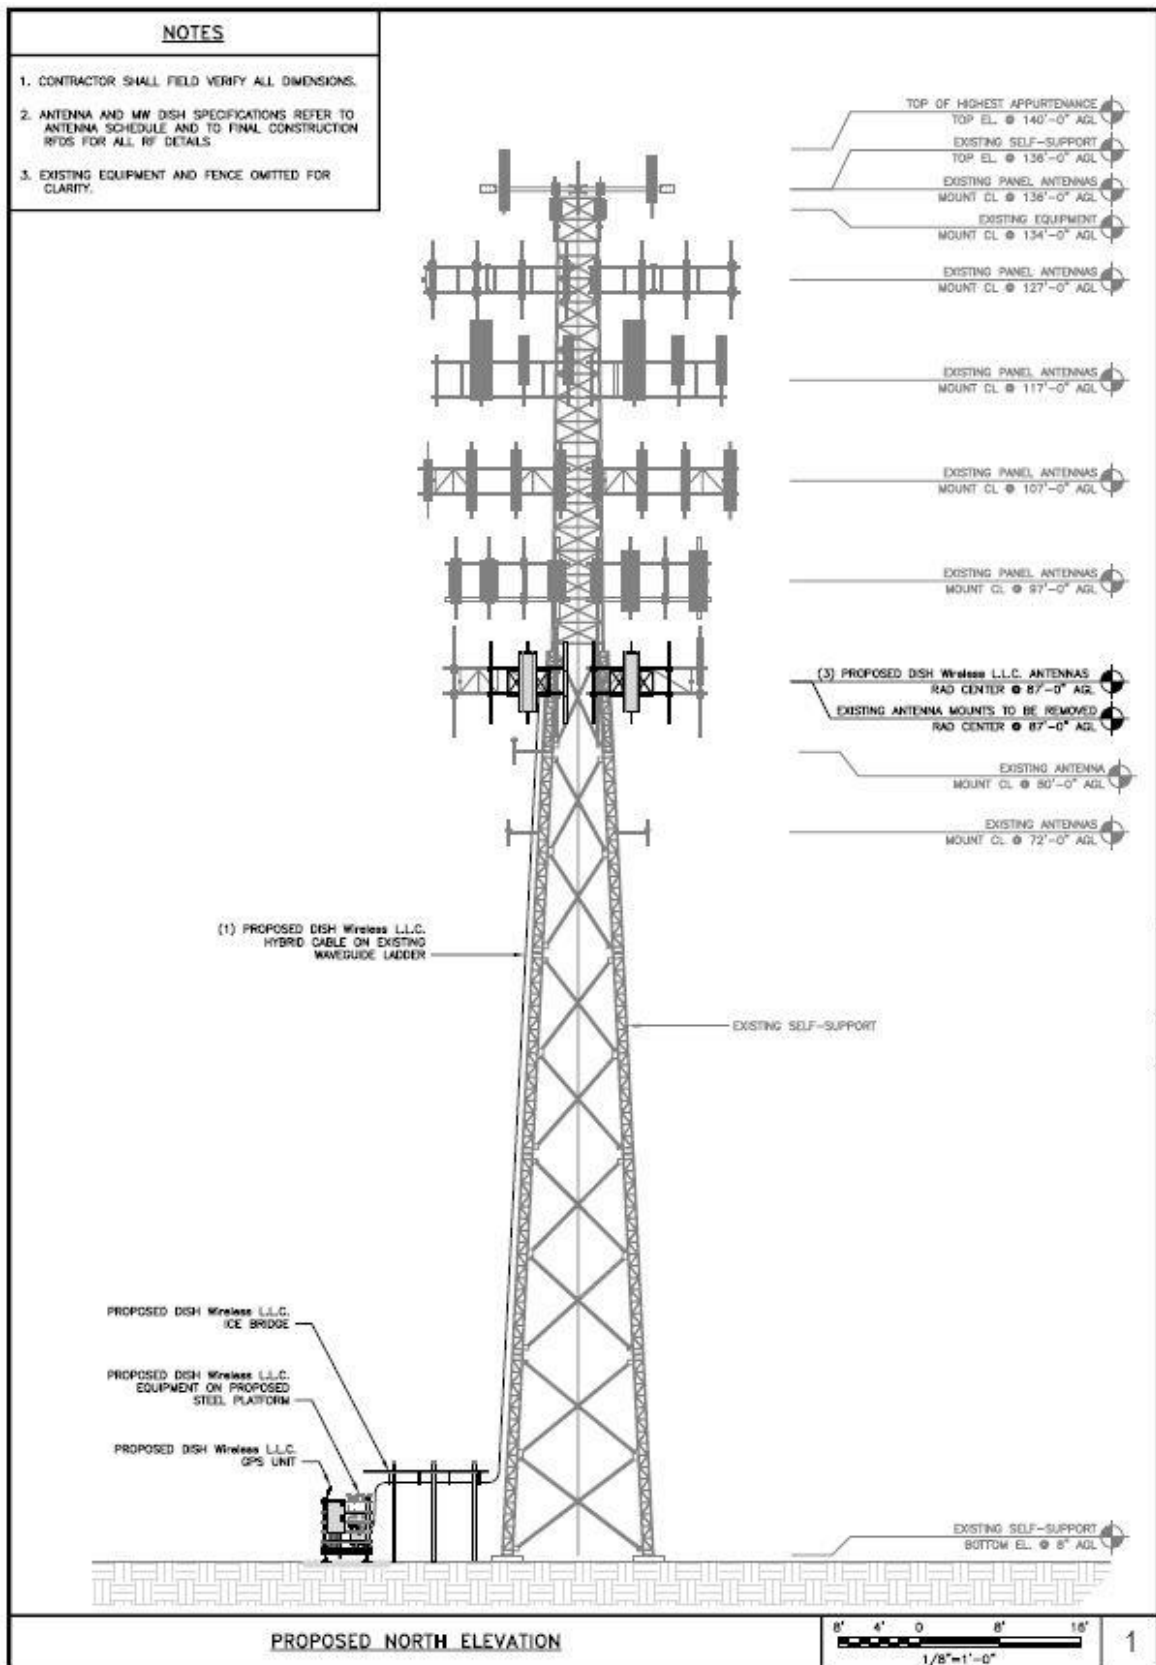 NOTES
1. CONTRACTOR SHALL FIELD VERIFY ALL DIMENSIONS.
2. ANTENNA AND MW DISH SPECIFICATIONS REFER TO
ANTENNA SCHEDULE AND TO FINAL CONSTRUCTION
RFDS FOR ALL RF DETAILS
3. EXISTING EQUIPMENT AND FENCE OMITTED FOR
CLARITY.
TOP OF HIGHEST APPURTENANCE
TOP EL. @ 140'-0" AGL
EXISTING SELF-SUPPORT
TOP EL. @ 136'-0" AGL
EXISTING PANEL ANTENNAS
MOUNT CL @ 136'-0" AGL
EXISTING EQUIPMENT
MOUNT CL @ 134'-0" AGL
EXISTING PANEL ANTENNAS
MOUNT CL @ 127'-0" AGL
EXISTING PANEL ANTENNAS
MOUNT CL @ 117'-0" AGL
EXISTING PANEL ANTENNAS
MOUNT CL @ 107'-0" AGL
EXISTING PANEL ANTENNAS
MOUNT CL @ 97'-0" AGL
(3) PROPOSED DISH Wireless L.L.C. ANTENNAS
RAD CENTER @ 87'-0" AGL
EXISTING ANTENNA MOUNTS TO BE REMOVED
RAD CENTER @ 87'-0" AGL
EXISTING ANTENNA
MOUNT CL @ 80'-0" AGL
EXISTING ANTENNAS
MOUNT CL @ 72'-0" AGL
(1) PROPOSED DISH Wireless L.L.C.
HYBRID CABLE ON EXISTING
WAVEGUIDE LADDER
EXISTING SELF-SUPPORT
PROPOSED DISH Wireless L.L.C.
ICE BRIDGE
PROPOSED DISH Wireless L.L.C.
EQUIPMENT ON PROPOSED
STEEL PLATFORM
PROPOSED DISH Wireless L.L.C.
GPS UNIT
EXISTING SELF-SUPPORT
BOTTOM EL. @ 8" AGL
PROPOSED NORTH ELEVATION
8' 4' 0 8' 16'
1/8"=1'-0"
1